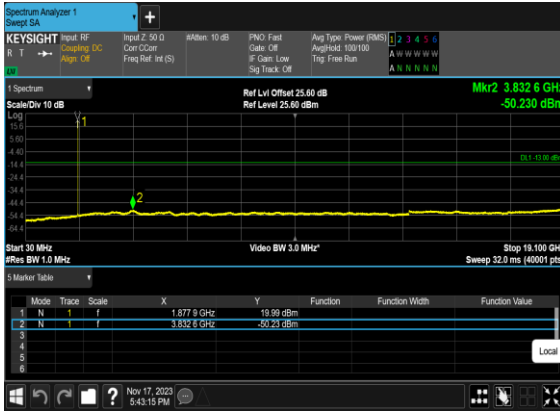 Spectrum Analyzer 1
Swept SA
+
KEYSIGHT
R T
Input: RF
Coupling: DC
Align: Off
Input Z: 50 Ω
Corr CCorr
Freq Ref: Int (S)
#Atten: 10 dB
PNO: Fast
Gate: Off
IF Gain: Low
Sig Track: Off
Avg Type: Power (RMS)
Avg|Hold: 100/100
Trig: Free Run
1 2 3 4 5 6
A W W W W W
A N N N N N
1 Spectrum
Scale/Div 10 dB
Ref Lvl Offset 25.60 dB
Ref Level 25.60 dBm
Mkr2 3.832 6 GHz
-50.230 dBm
Log
15.6
5.60
-4.40
-14.4
-24.4
-34.4
-44.4
-54.4
-64.4
1
2
DL1 -13.00 dBm
Start 30 MHz
#Res BW 1.0 MHz
Video BW 3.0 MHz*
Stop 19.100 GHz
Sweep 32.0 ms (40001 pts)
5 Marker Table
Mode Trace Scale X Y Function Function Width Function Value
1 N 1 f 1.877 9 GHz 19.99 dBm
2 N 1 f 3.832 6 GHz -50.23 dBm
3
4
5
6
Local
?
Nov 17, 2023
5:43:15 PM